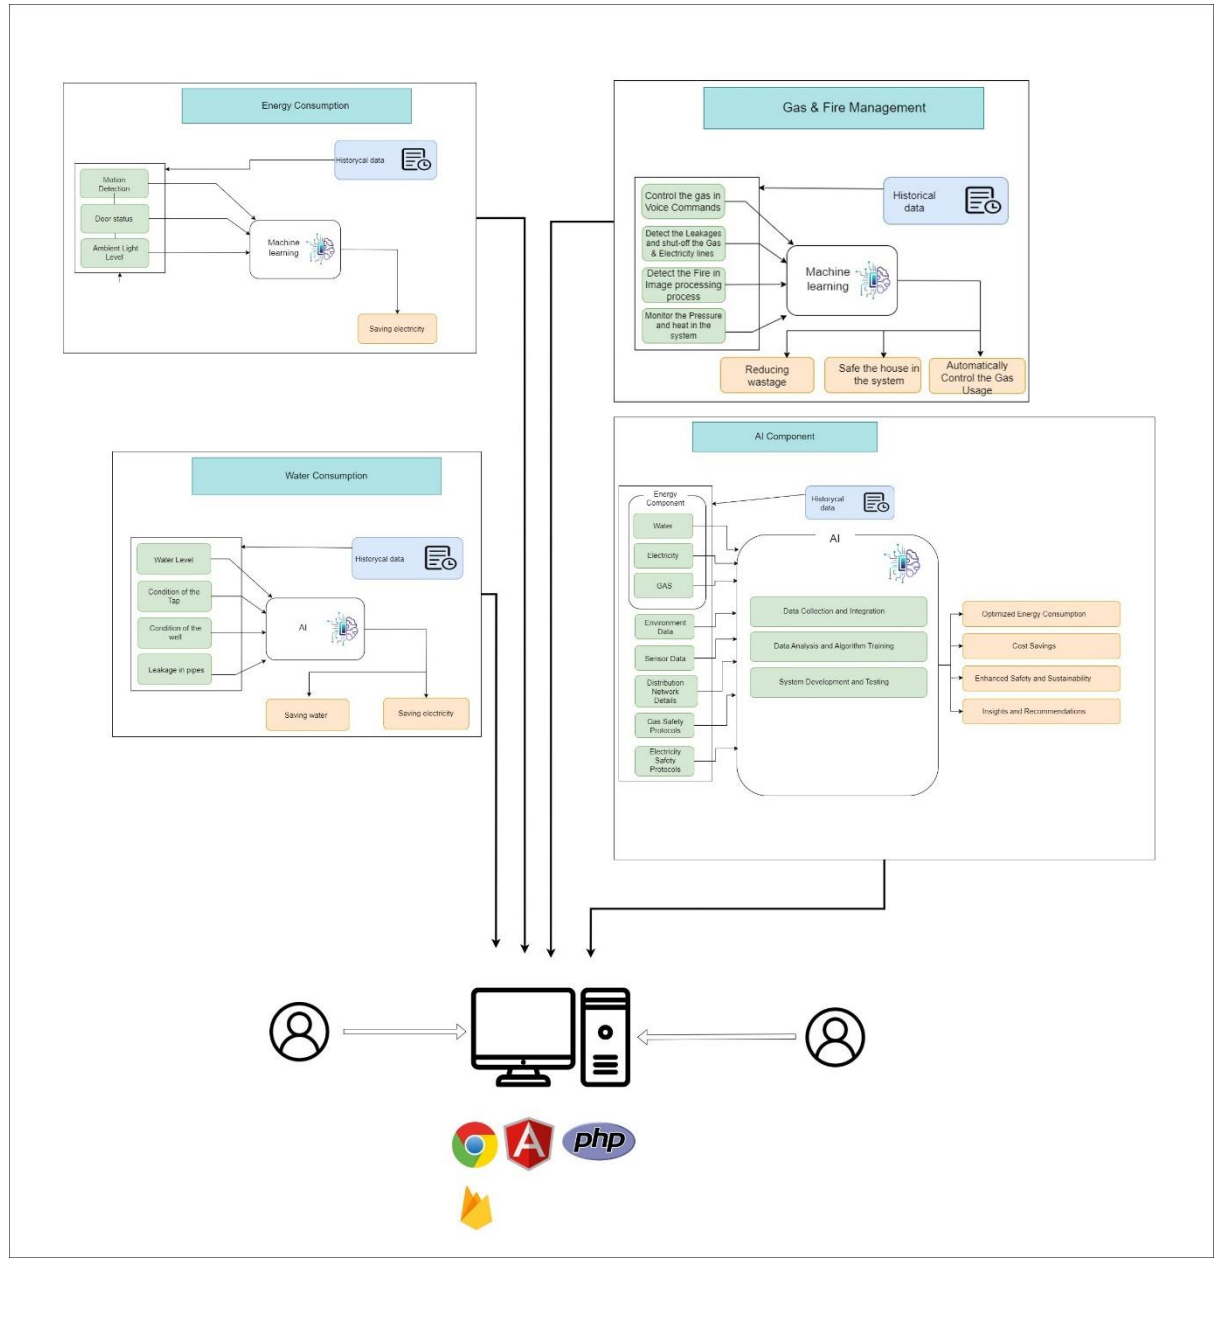 Energy Consumption
Historycal data
Motion
Detection
Door status
Ambient Light
Level
Machine
learning
Saving electricity
Gas & Fire Management
Historical
data
Control the gas in
Voice Commands
Detect the Leakages
and shut-off the Gas
& Electricity lines
Detect the Fire in
Image processing
process
Monitor the Pressure
and heat in the
system
Machine
learning
Reducing
wastage
Safe the house in
the system
Automatically
Control the Gas
Usage
Water Consumption
Historycal data
Water Level
Condition of the
Tap
Condition of the
well
Leakage in pipes
AI
Saving water
Saving electricity
AI Component
Historycal
data
Energy
Component
Water
Electricity
GAS
Environment
Data
Sensor Data
Distribution
Network
Details
Gas Safety
Protocols
Electricity
Safety
Protocols
AI
Data Collection and Integration
Data Analysis and Algorithm Training
System Development and Testing
Optimized Energy Consumption
Cost Savings
Enhanced Safety and Sustainability
Insights and Recommendations
A
php